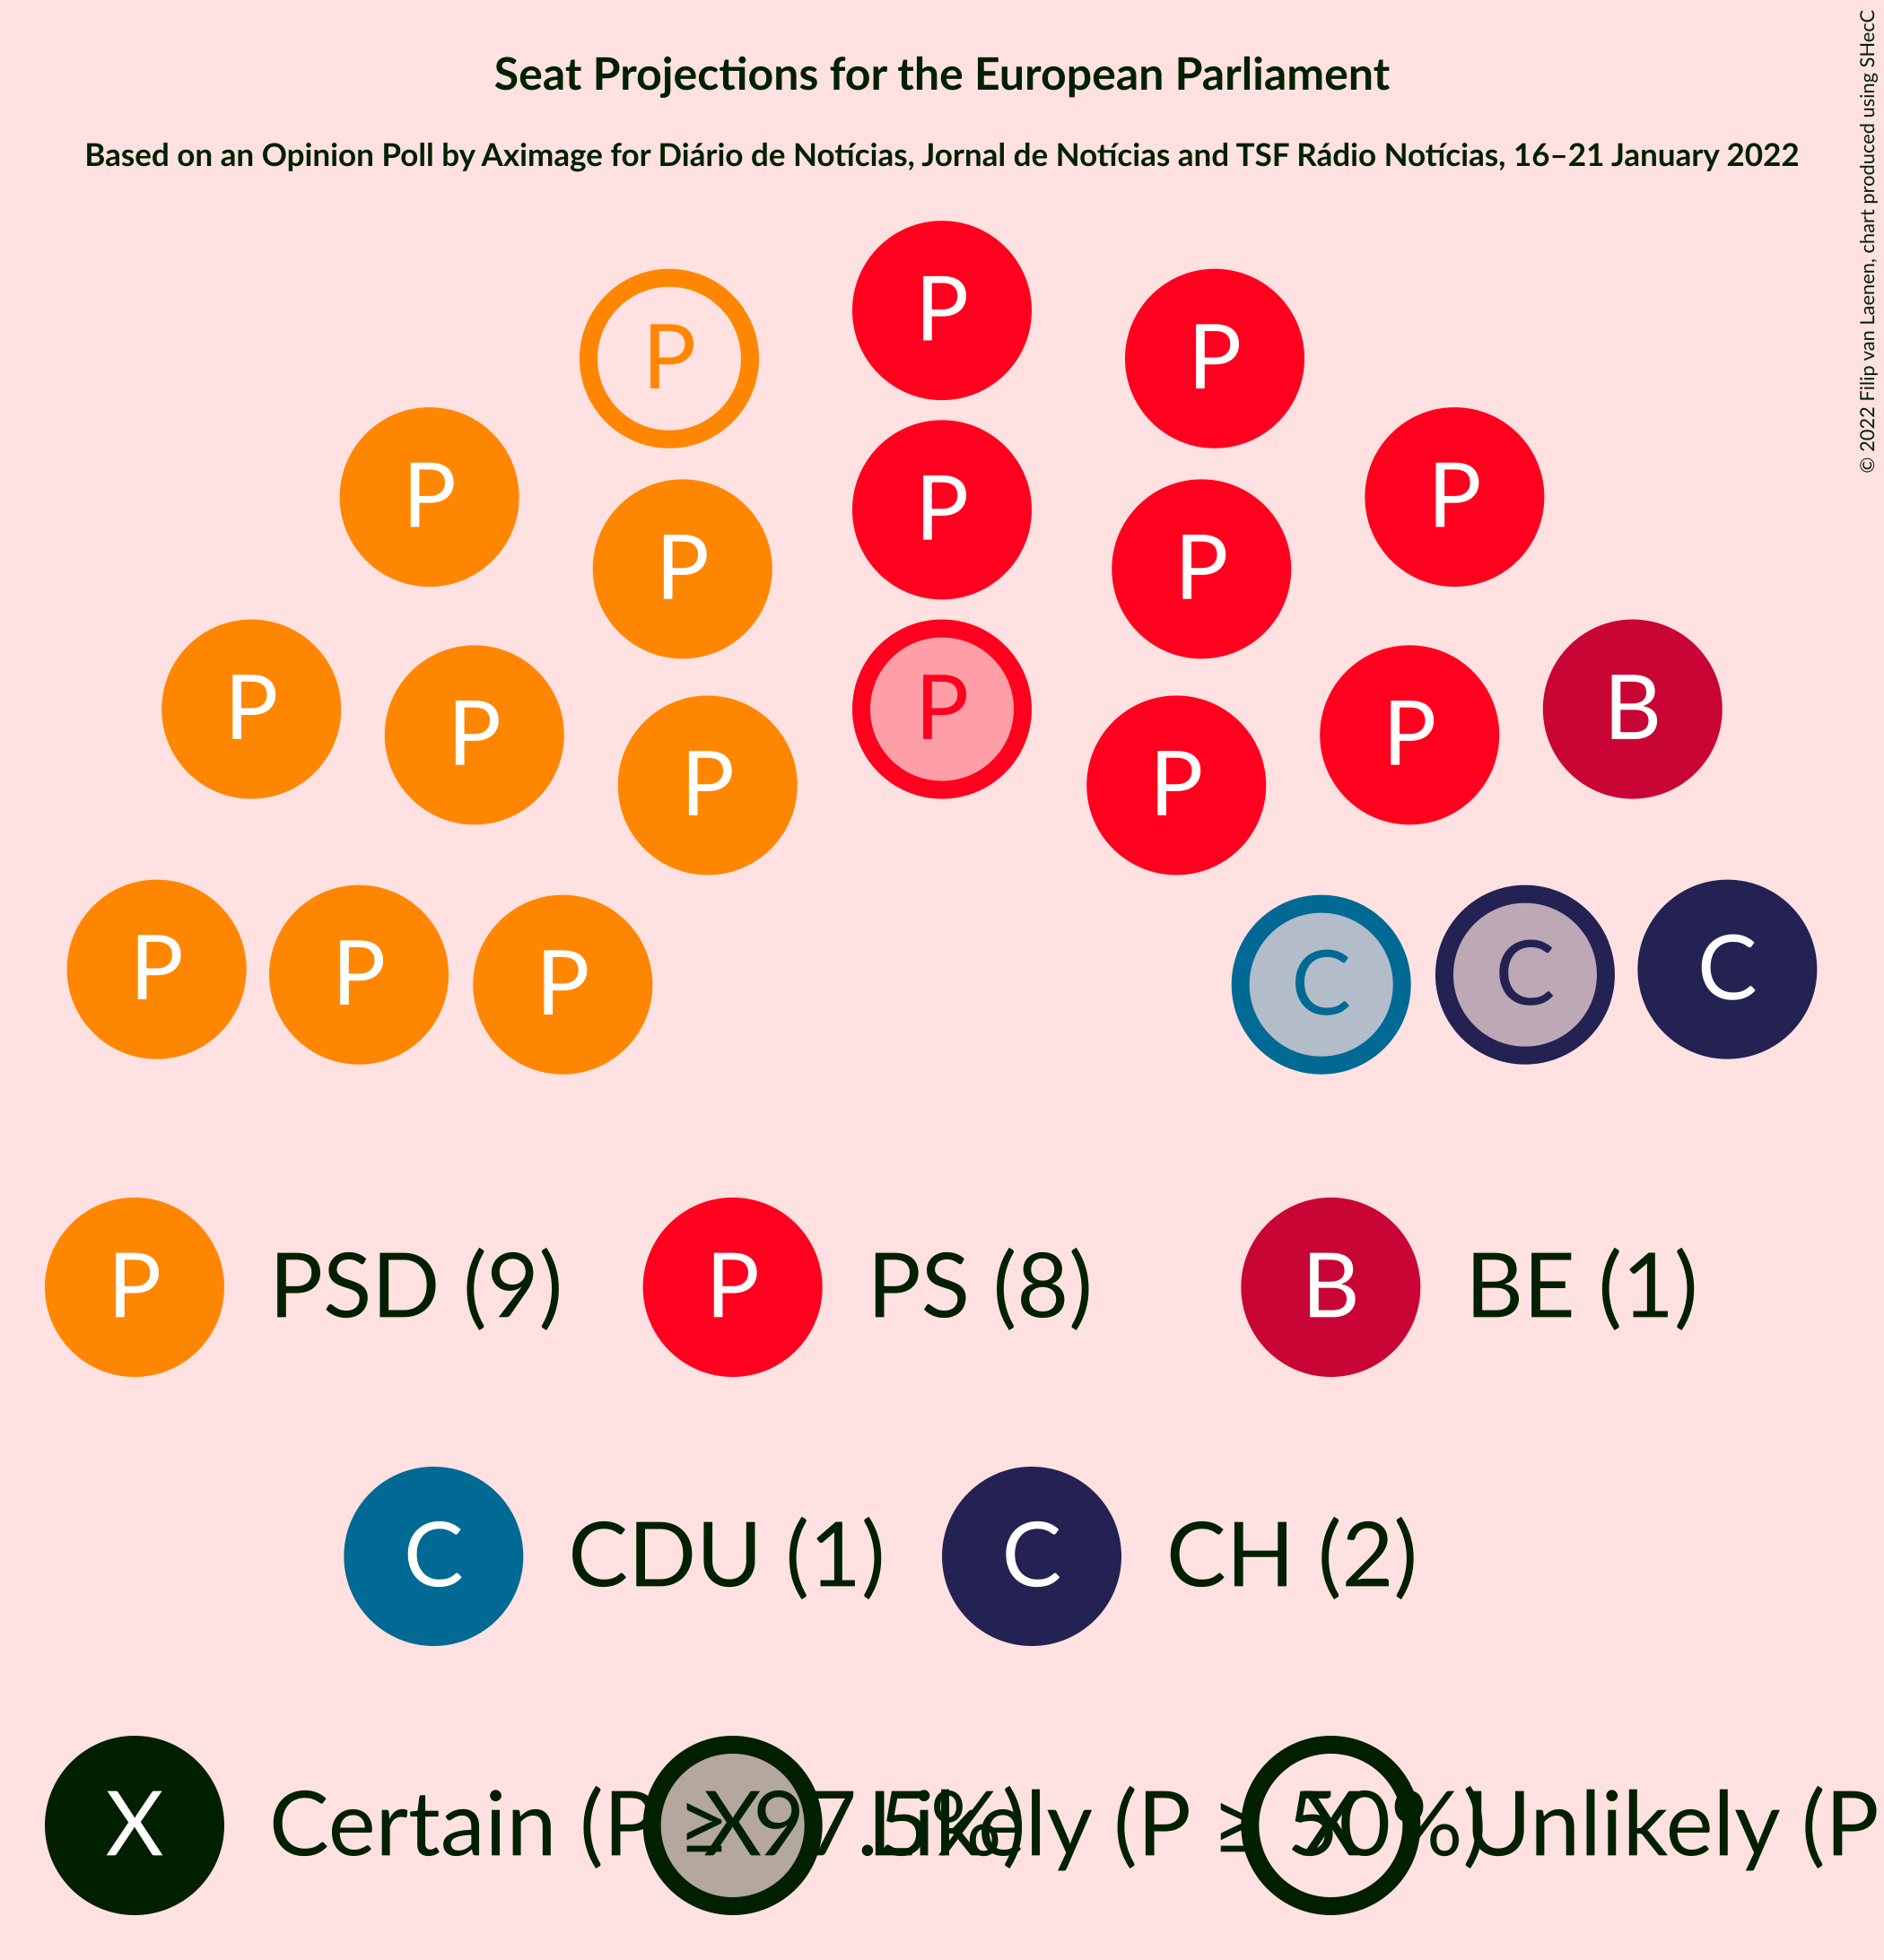 Seat Projections for the European Parliament
Based on an Opinion Poll by Aximage for Diário de Notícias, Jornal de Notícias and TSF Rádio Notícias, 16–21 January 2022
© 2022 Filip van Laenen, chart produced using SHecC
P
P P
P P P
P P P
B P P P P P
P P
P P P C C C
P PSD (9) P PS (8) B BE (1)
C CDU (1) C CH (2)
X Certain (P ≥ 97.5%) X Likely (P ≥ 50%) X Unlikely (P